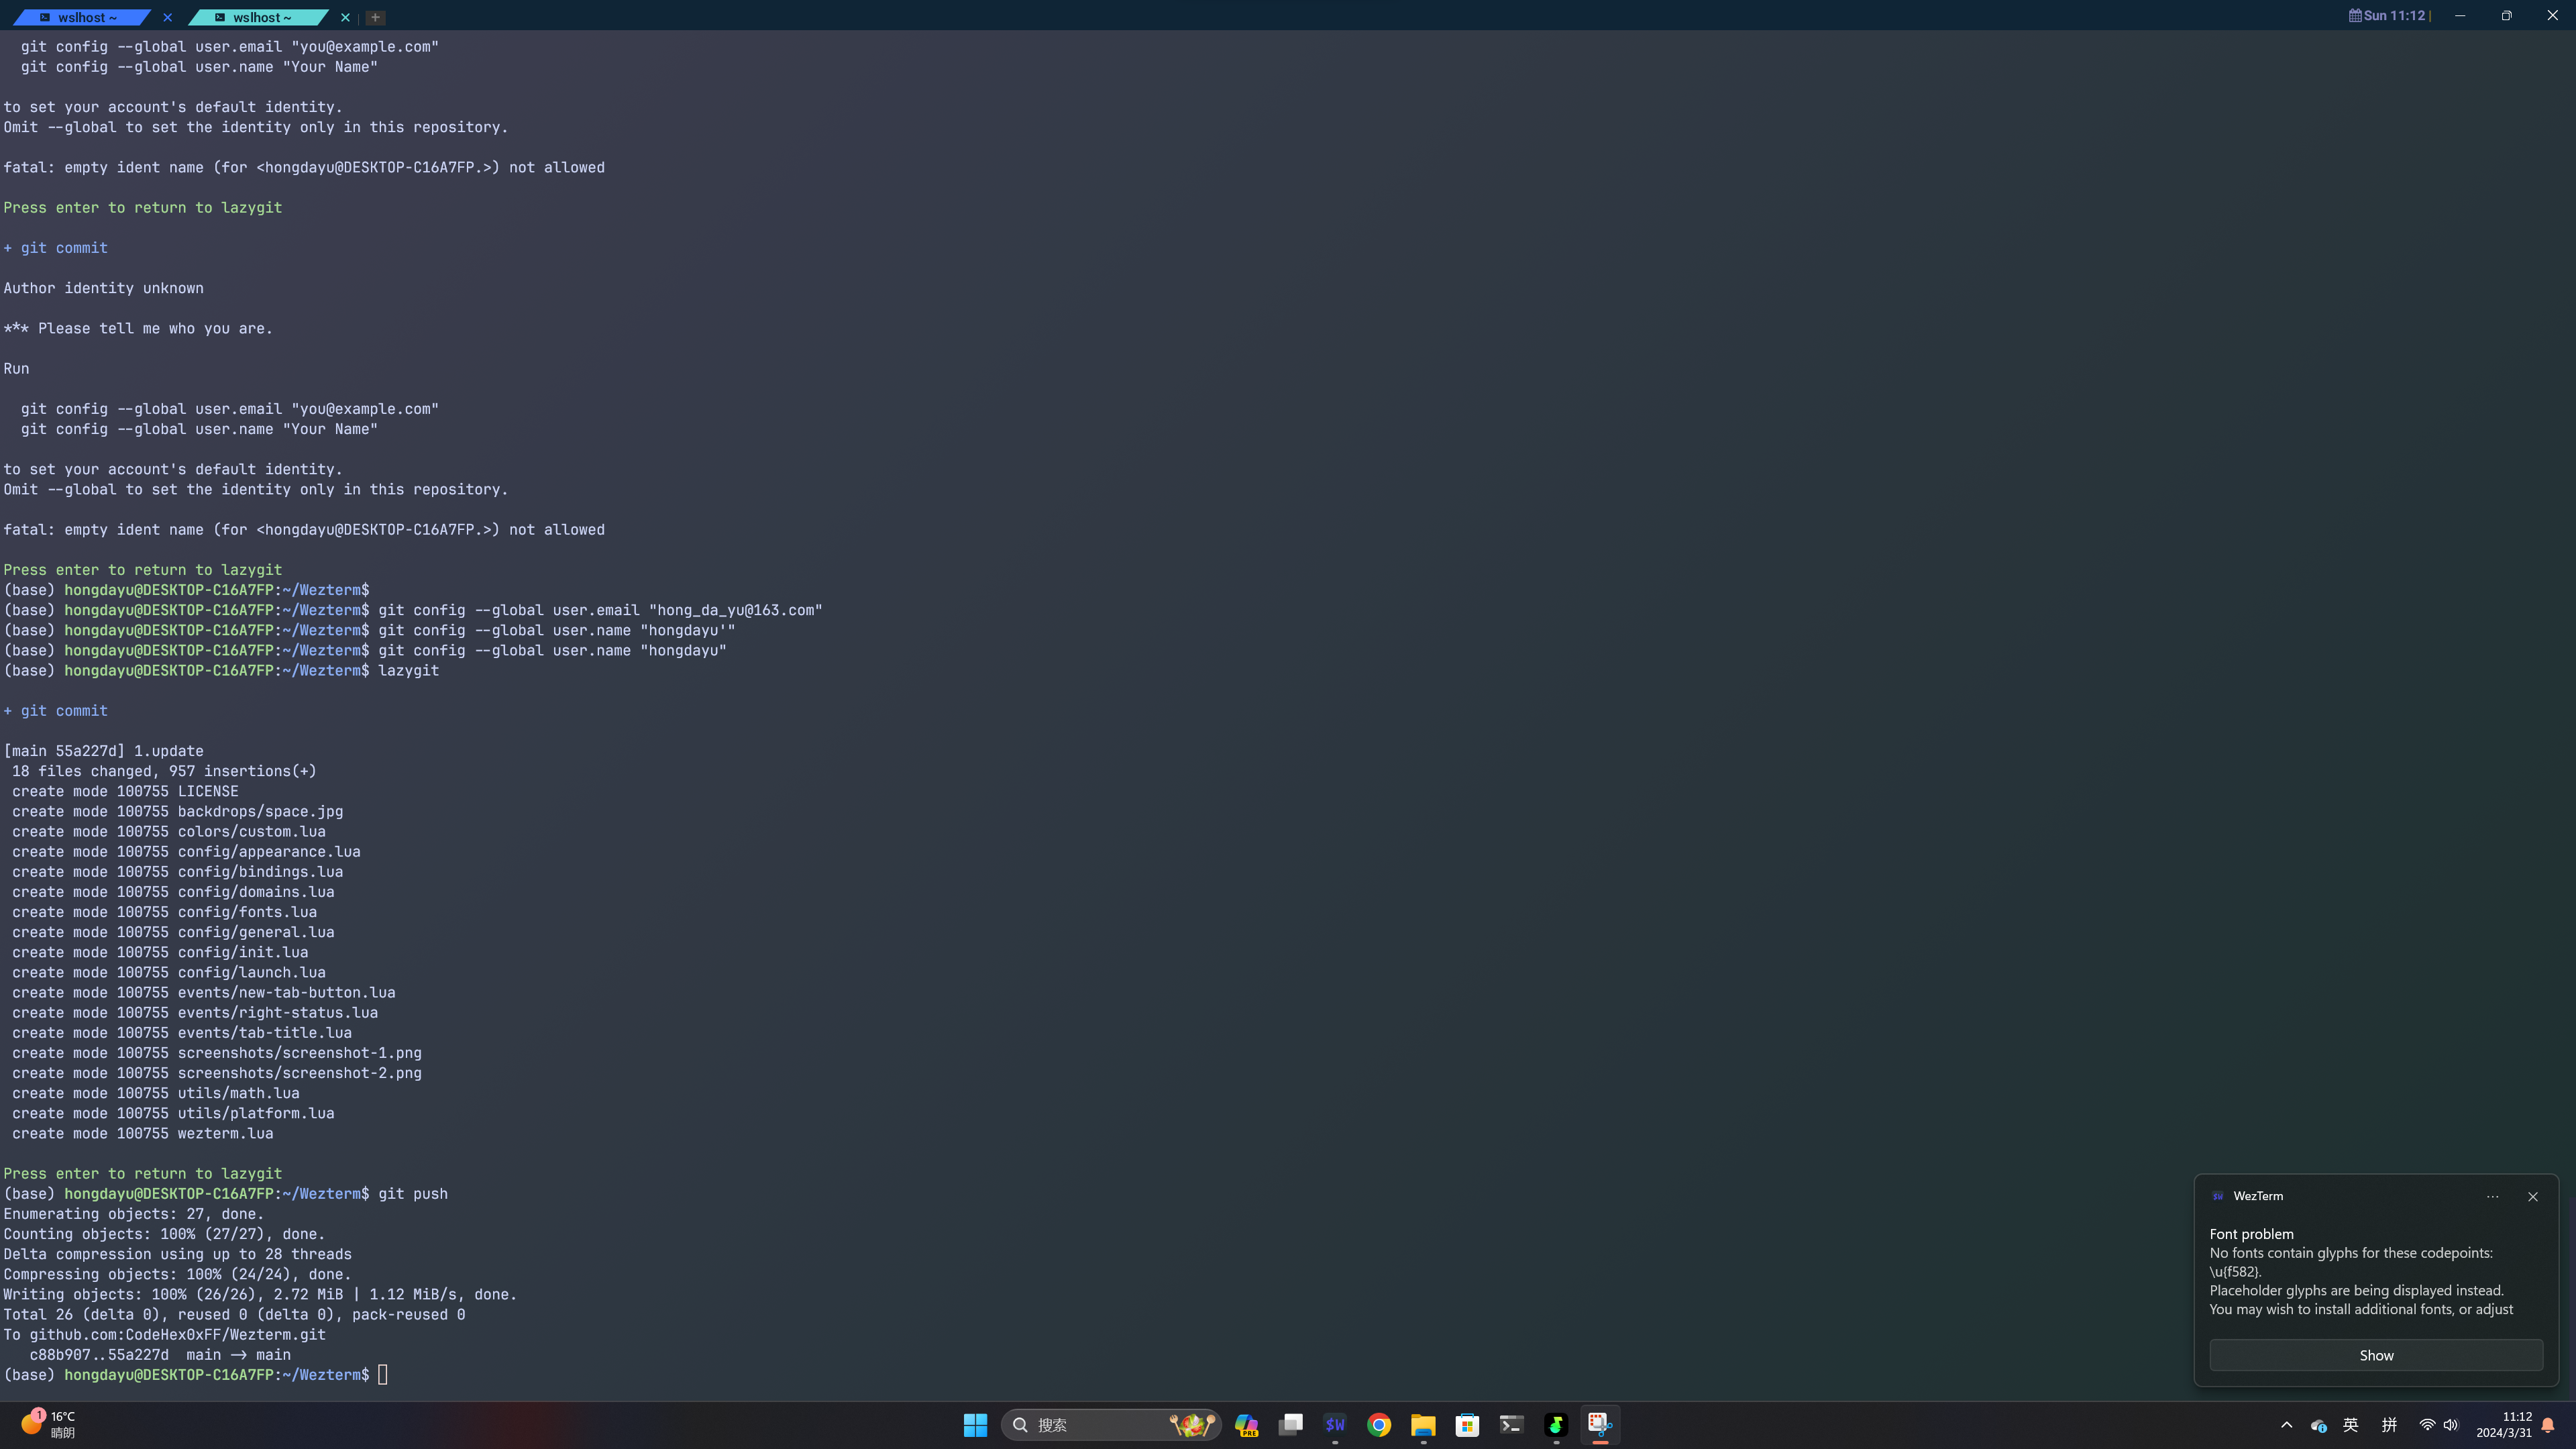 wslhost ~
wslhost ~
Sun 11:12
git config --global user.email "you@example.com"
git config --global user.name "Your Name"
to set your account's default identity.
Omit --global to set the identity only in this repository.
fatal: empty ident name (for <hongdayu@DESKTOP-C16A7FP.>) not allowed
Press enter to return to lazygit
+ git commit
Author identity unknown
*** Please tell me who you are.
Run
git config --global user.email "you@example.com"
git config --global user.name "Your Name"
to set your account's default identity.
Omit --global to set the identity only in this repository.
fatal: empty ident name (for <hongdayu@DESKTOP-C16A7FP.>) not allowed
Press enter to return to lazygit
(base) hongdayu@DESKTOP-C16A7FP:~/Wezterm$
(base) hongdayu@DESKTOP-C16A7FP:~/Wezterm$ git config --global user.email "hong_da_yu@163.com"
(base) hongdayu@DESKTOP-C16A7FP:~/Wezterm$ git config --global user.name "hongdayu'"
(base) hongdayu@DESKTOP-C16A7FP:~/Wezterm$ git config --global user.name "hongdayu"
(base) hongdayu@DESKTOP-C16A7FP:~/Wezterm$ lazygit
+ git commit
[main 55a227d] 1.update
18 files changed, 957 insertions(+)
create mode 100755 LICENSE
create mode 100755 backdrops/space.jpg
create mode 100755 colors/custom.lua
create mode 100755 config/appearance.lua
create mode 100755 config/bindings.lua
create mode 100755 config/domains.lua
create mode 100755 config/fonts.lua
create mode 100755 config/general.lua
create mode 100755 config/init.lua
create mode 100755 config/launch.lua
create mode 100755 events/new-tab-button.lua
create mode 100755 events/right-status.lua
create mode 100755 events/tab-title.lua
create mode 100755 screenshots/screenshot-1.png
create mode 100755 screenshots/screenshot-2.png
create mode 100755 utils/math.lua
create mode 100755 utils/platform.lua
create mode 100755 wezterm.lua
Press enter to return to lazygit
(base) hongdayu@DESKTOP-C16A7FP:~/Wezterm$ git push
Enumerating objects: 27, done.
Counting objects: 100% (27/27), done.
Delta compression using up to 28 threads
Compressing objects: 100% (24/24), done.
Writing objects: 100% (26/26), 2.72 MiB | 1.12 MiB/s, done.
Total 26 (delta 0), reused 0 (delta 0), pack-reused 0
To github.com:CodeHex0xFF/Wezterm.git
c88b907..55a227d  main -> main
(base) hongdayu@DESKTOP-C16A7FP:~/Wezterm$
$W WezTerm
Font problem
No fonts contain glyphs for these codepoints:
\u{f582}.
Placeholder glyphs are being displayed instead.
You may wish to install additional fonts, or adjust
Show
1
16°C
晴朗
搜索
PRE
$W
英
拼
11:12
2024/3/31